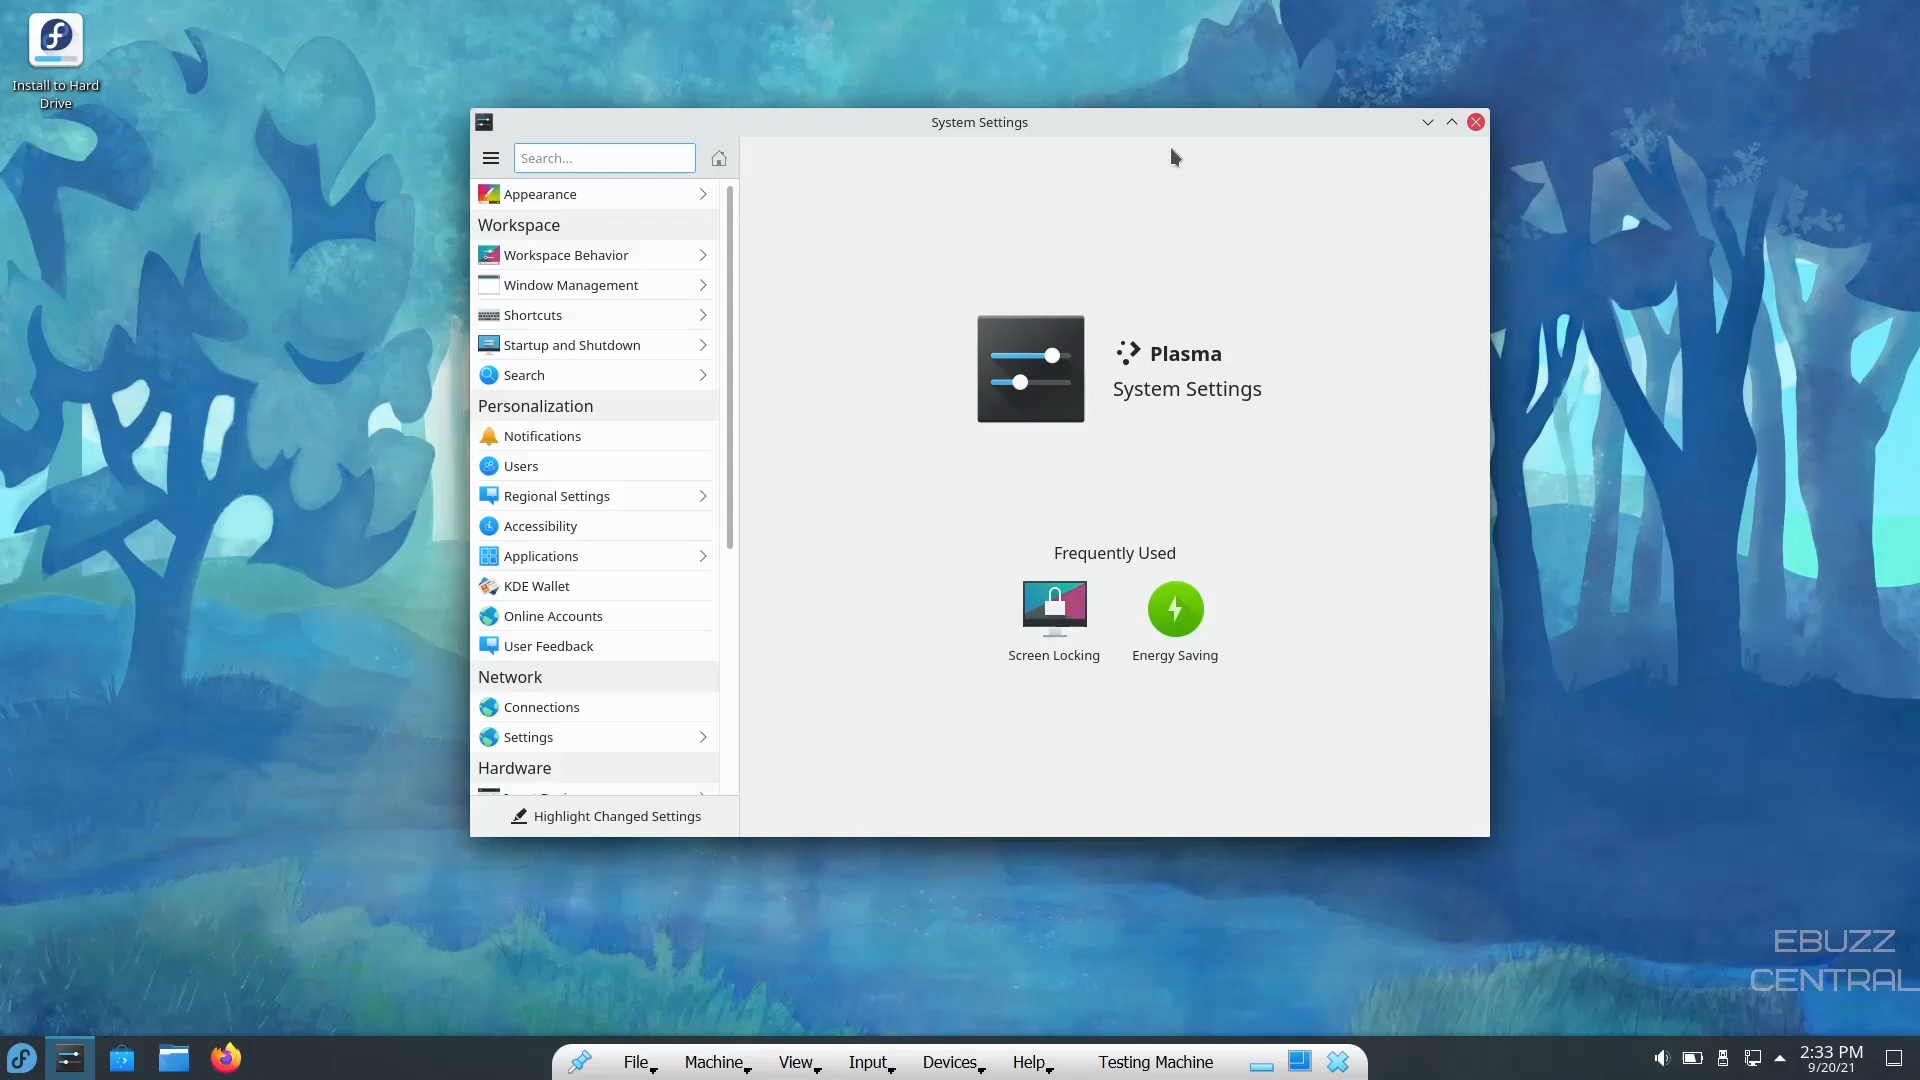 Install to Hard
Drive
System Settings
Search...
Appearance
Workspace
Workspace Behavior
Window Management
Shortcuts
Startup and Shutdown
Search
Personalization
Notifications
Users
Regional Settings
Accessibility
Applications
KDE Wallet
Online Accounts
User Feedback
Network
Connections
Settings
Hardware
Highlight Changed Settings
Plasma
System Settings
Frequently Used
Screen Locking
Energy Saving
EBUZZ
CENTRAL
File
Machine
View
Input
Devices
Help
Testing Machine
2:33 PM
9/20/21